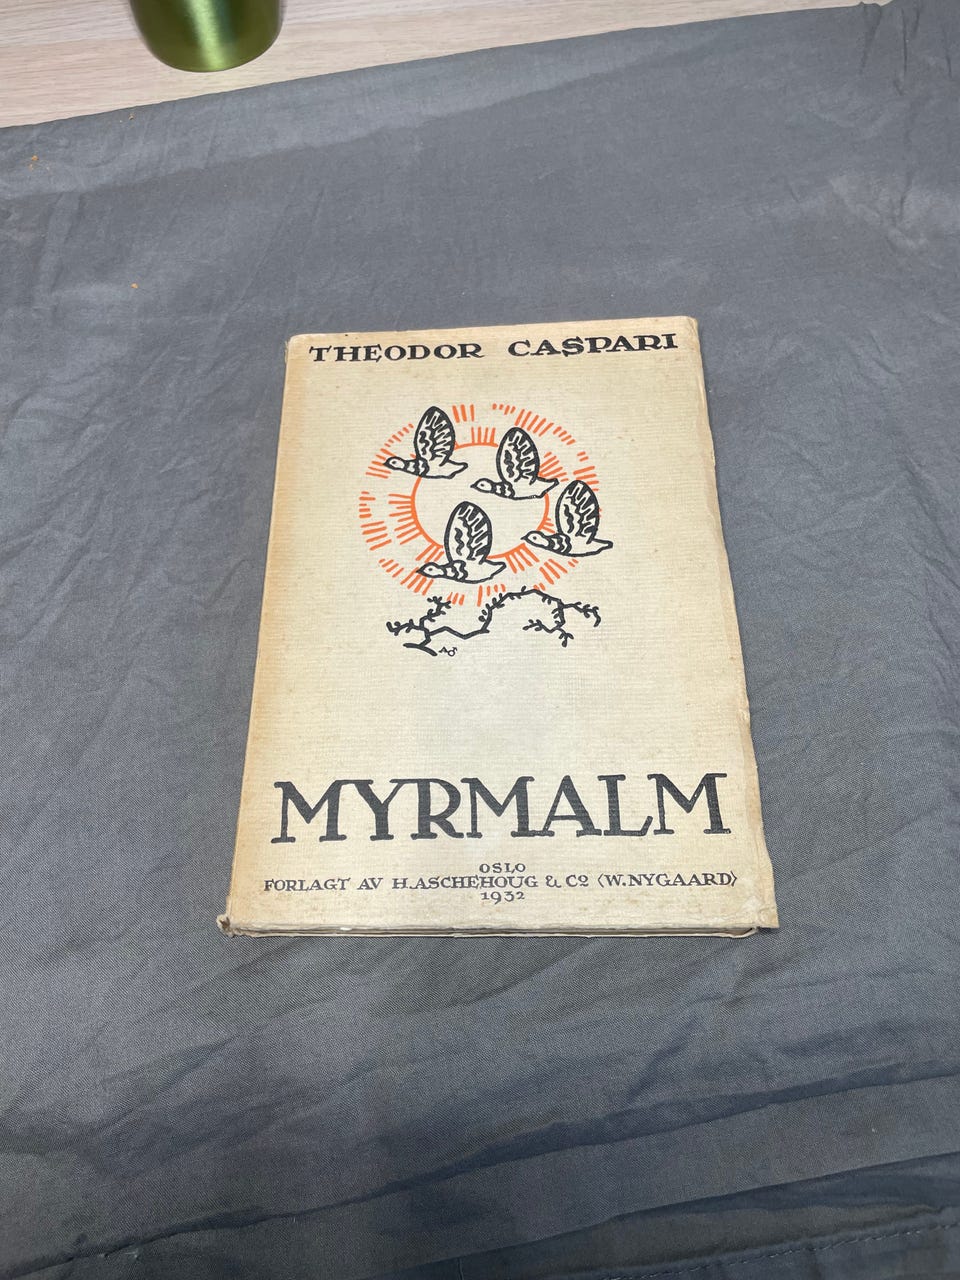 THEODOR CASPARI
MYRMALM
OSLO
FORLAGT AV H.ASCHEHOUG & Cº (W.NYGAARD)
1932